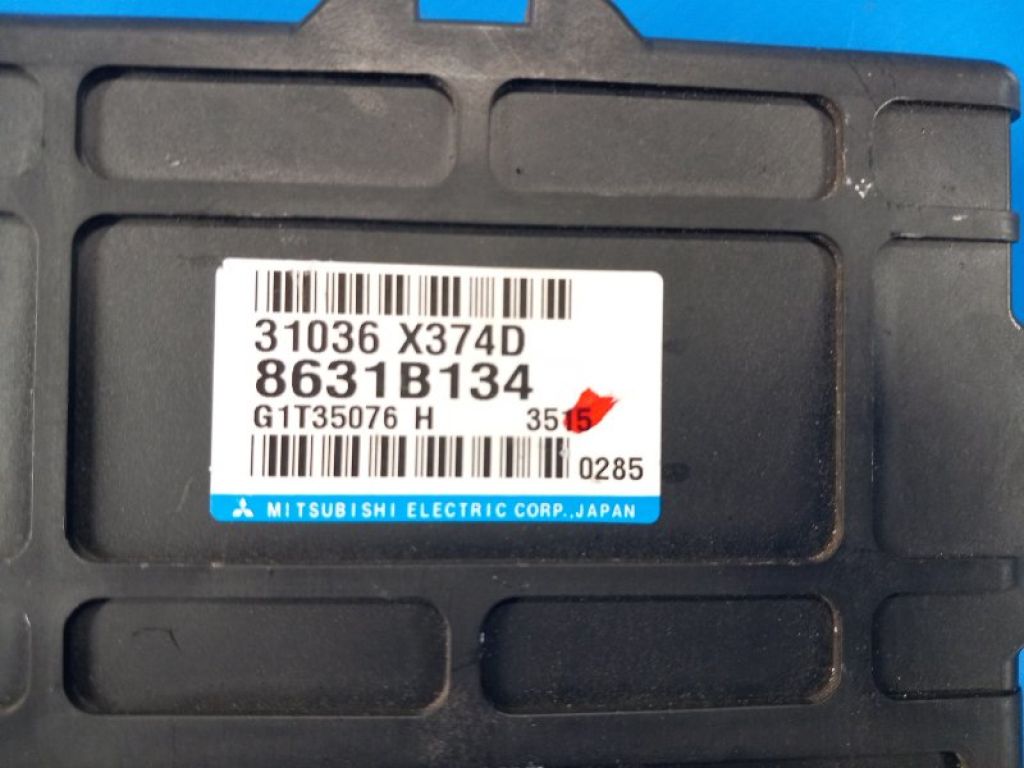 31036 X374D
8631B134
G1T35076 H 3515
0285
MITSUBISHI ELECTRIC CORP.,JAPAN